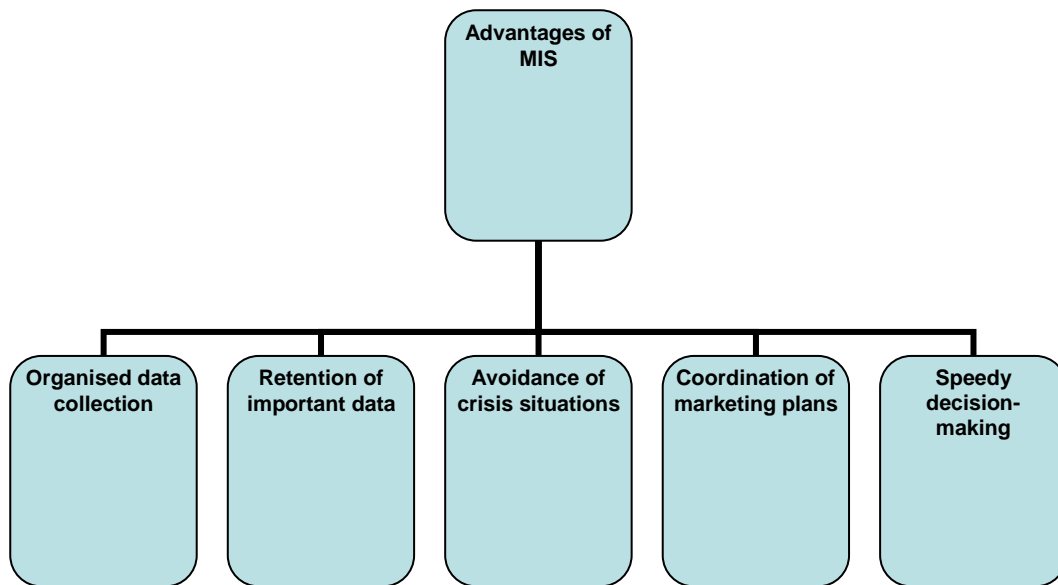 Advantages of
MIS
Organised data
collection
Retention of
important data
Avoidance of
crisis situations
Coordination of
marketing plans
Speedy
decision-
making